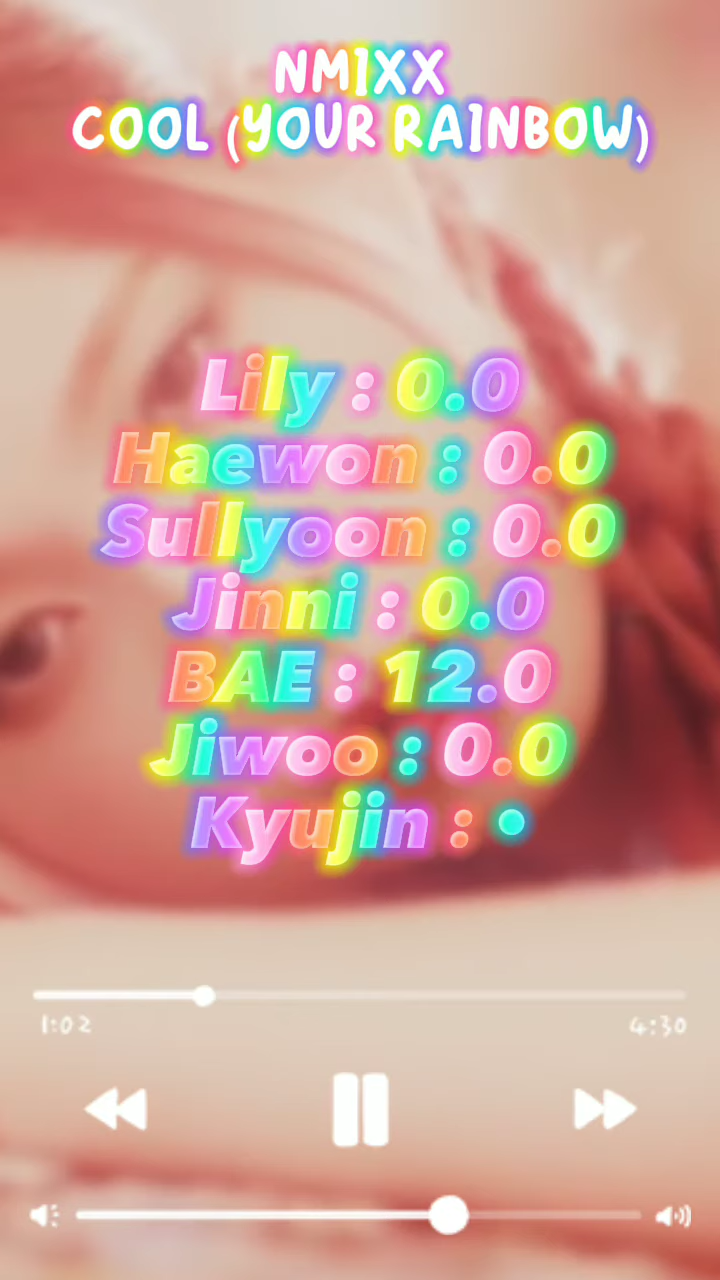 NMIXX
COOL (YOUR RAINBOW)
Lily : 0.0
Haewon : 0.0
Sullyoon : 0.0
Jinni : 0.0
BAE : 12.0
Jiwoo : 0.0
Kyujin : •
1:02 4:30